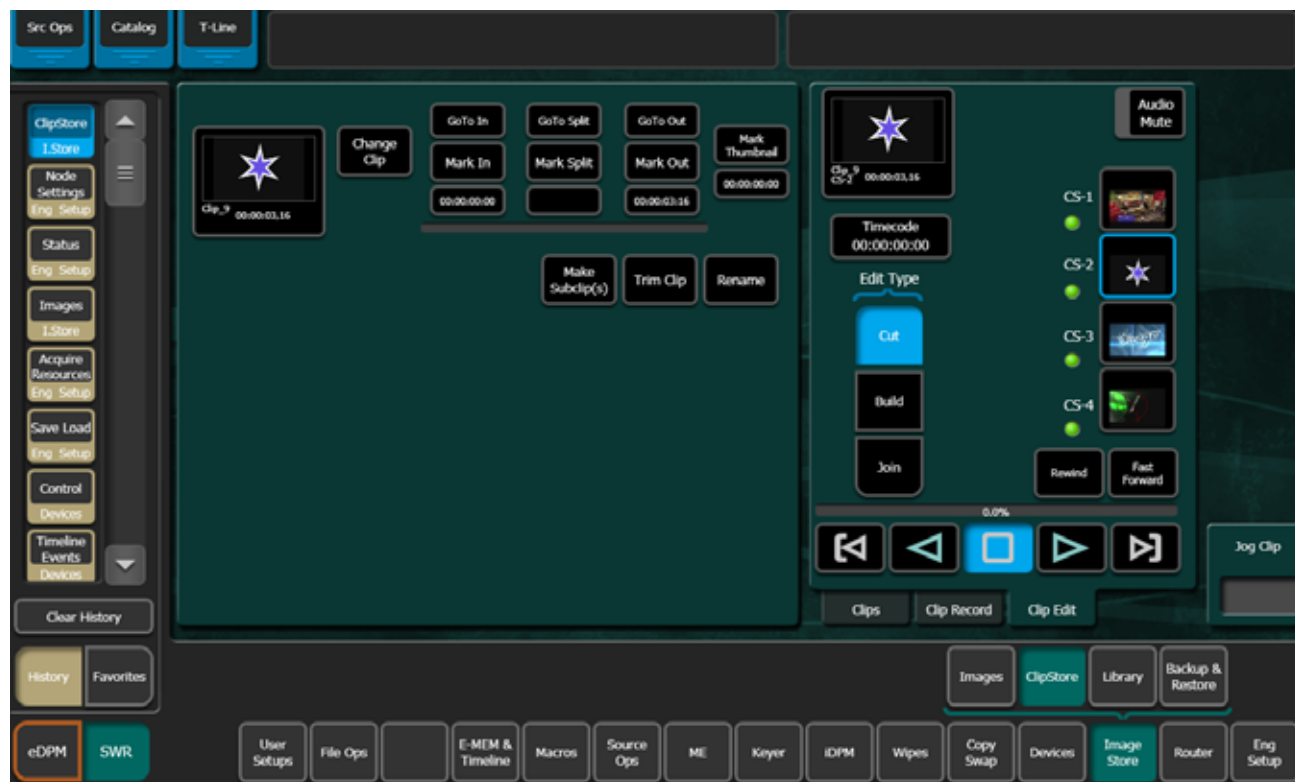 Src Ops
Catalog
T-Line
ClipStore
I.Store
Node
Settings
Eng Setup
Status
Eng Setup
Images
I.Store
Acquire
Resources
Eng Setup
Save Load
Eng Setup
Control
Devices
Timeline
Events
Devices
Clear History
History
Favorites
eDPM
SWR
Clip_9 00:00:03,16
Change
Clip
GoTo In
GoTo Split
GoTo Out
Mark In
Mark Split
Mark Out
Mark
Thumbnail
00:00:00:00
00:00:03:16
00:00:00:00
Make
Subclip(s)
Trim Clip
Rename
Clip_9
CS-2 00:00:03,16
Audio
Mute
Timecode
00:00:00:00
Edit Type
Cut
Build
Join
CS-1
CS-2
CS-3
CS-4
Rewind
Fast
Forward
0.0%
Clips
Clip Record
Clip Edit
Jog Clip
Images
ClipStore
Library
Backup &
Restore
User
Setups
File Ops
E-MEM &
Timeline
Macros
Source
Ops
ME
Keyer
iDPM
Wipes
Copy
Swap
Devices
Image
Store
Router
Eng
Setup